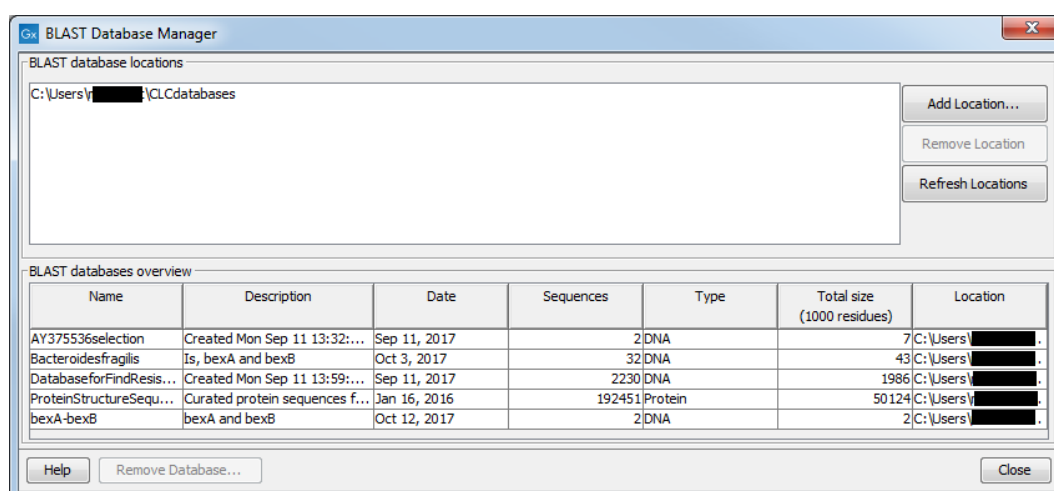 Gx BLAST Database Manager X
BLAST database locations
C:\Users\r :\CLCdatabases
Add Location...
Remove Location
Refresh Locations
BLAST databases overview
Name Description Date Sequences Type Total size (1000 residues) Location
AY375536selection Created Mon Sep 11 13:32:... Sep 11, 2017 2 DNA 7 C:\Users\ .
Bacteroidesfragilis Is, bexA and bexB Oct 3, 2017 32 DNA 43 C:\Users\ .
DatabaseforFindResis... Created Mon Sep 11 13:59:... Sep 11, 2017 2230 DNA 1986 C:\Users\ .
ProteinStructureSequ... Curated protein sequences f... Jan 16, 2016 192451 Protein 50124 C:\Users\r .
bexA-bexB bexA and bexB Oct 12, 2017 2 DNA 2 C:\Users\ .
Help Remove Database... Close